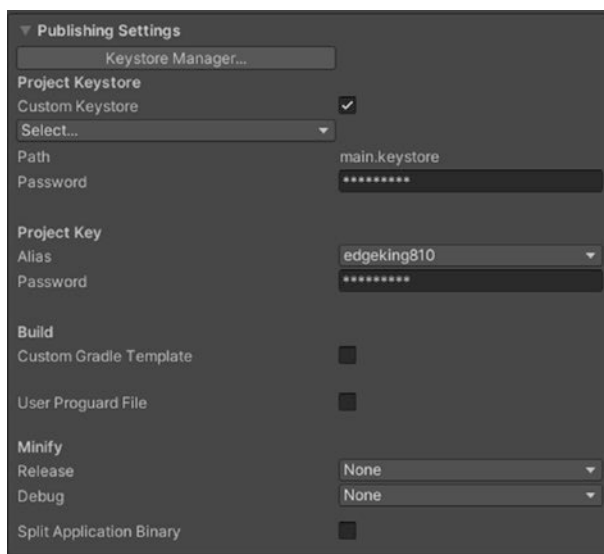 Publishing Settings
Keystore Manager...
Project Keystore
Custom Keystore
Select...
Path main.keystore
Password *********
Project Key
Alias edgeking810
Password *********
Build
Custom Gradle Template
User Proguard File
Minify
Release None
Debug None
Split Application Binary